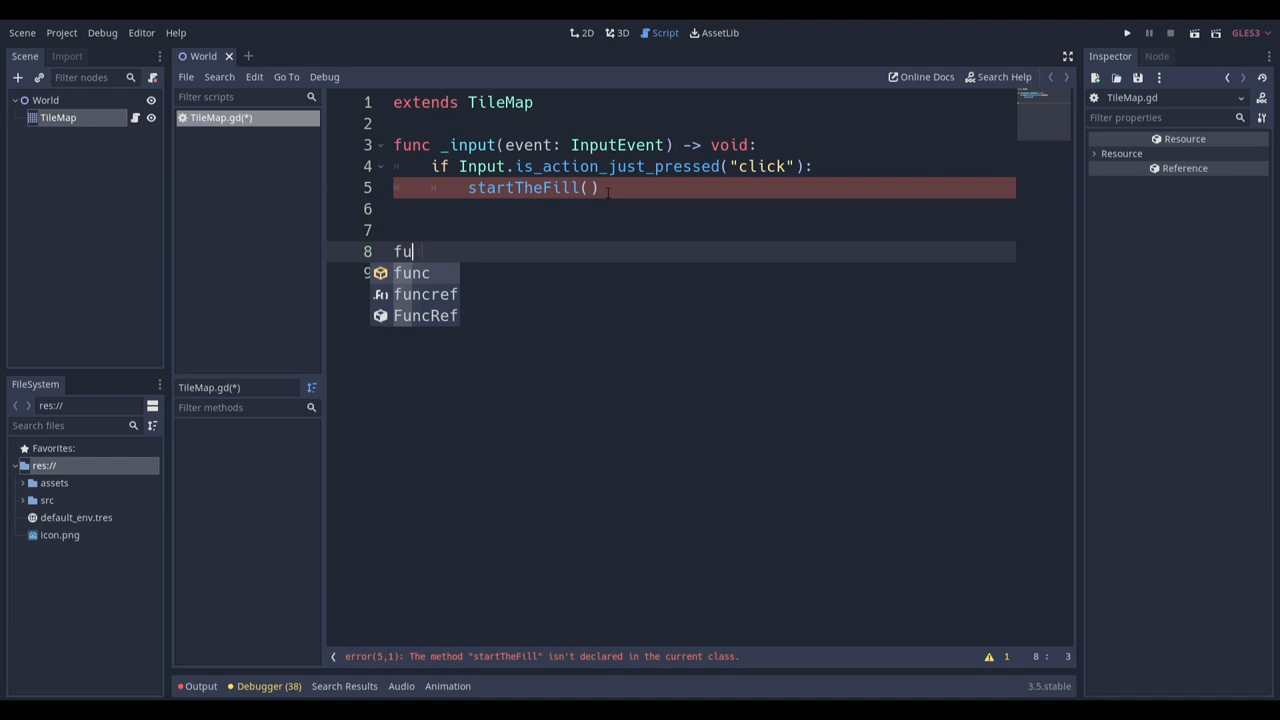 Scene Project Debug Editor Help
2D 3D Script AssetLib
GLES3
Scene Import
Filter nodes
World
TileMap
World
File Search Edit Go To Debug
Online Docs Search Help
Filter scripts
TileMap.gd(*)
TileMap.gd(*)
Filter methods
1 extends TileMap
2
3 func _input(event: InputEvent) -> void:
4 if Input.is_action_just_pressed("click"):
5 startTheFill()
6
7
8 fu
9
func
funcref
FuncRef
error(5,1): The method "startTheFill" isn't declared in the current class.
1 8 : 3
FileSystem
res://
Search files
Favorites:
res://
assets
src
default_env.tres
icon.png
Output Debugger (38) Search Results Audio Animation
3.5.stable
Inspector Node
TileMap.gd
Filter properties
Resource
Resource
Reference